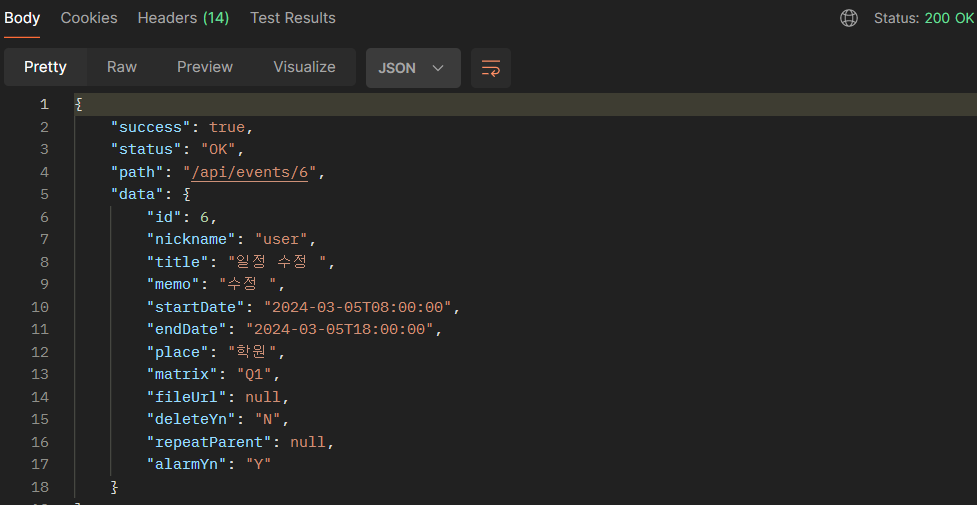 Body Cookies Headers (14) Test Results Status: 200 OK
Pretty Raw Preview Visualize JSON
1 {
2 "success": true,
3 "status": "OK",
4 "path": "/api/events/6",
5 "data": {
6 "id": 6,
7 "nickname": "user",
8 "title": "일정 수정 ",
9 "memo": "수정 ",
10 "startDate": "2024-03-05T08:00:00",
11 "endDate": "2024-03-05T18:00:00",
12 "place": "학원",
13 "matrix": "Q1",
14 "fileUrl": null,
15 "deleteYn": "N",
16 "repeatParent": null,
17 "alarmYn": "Y"
18 }